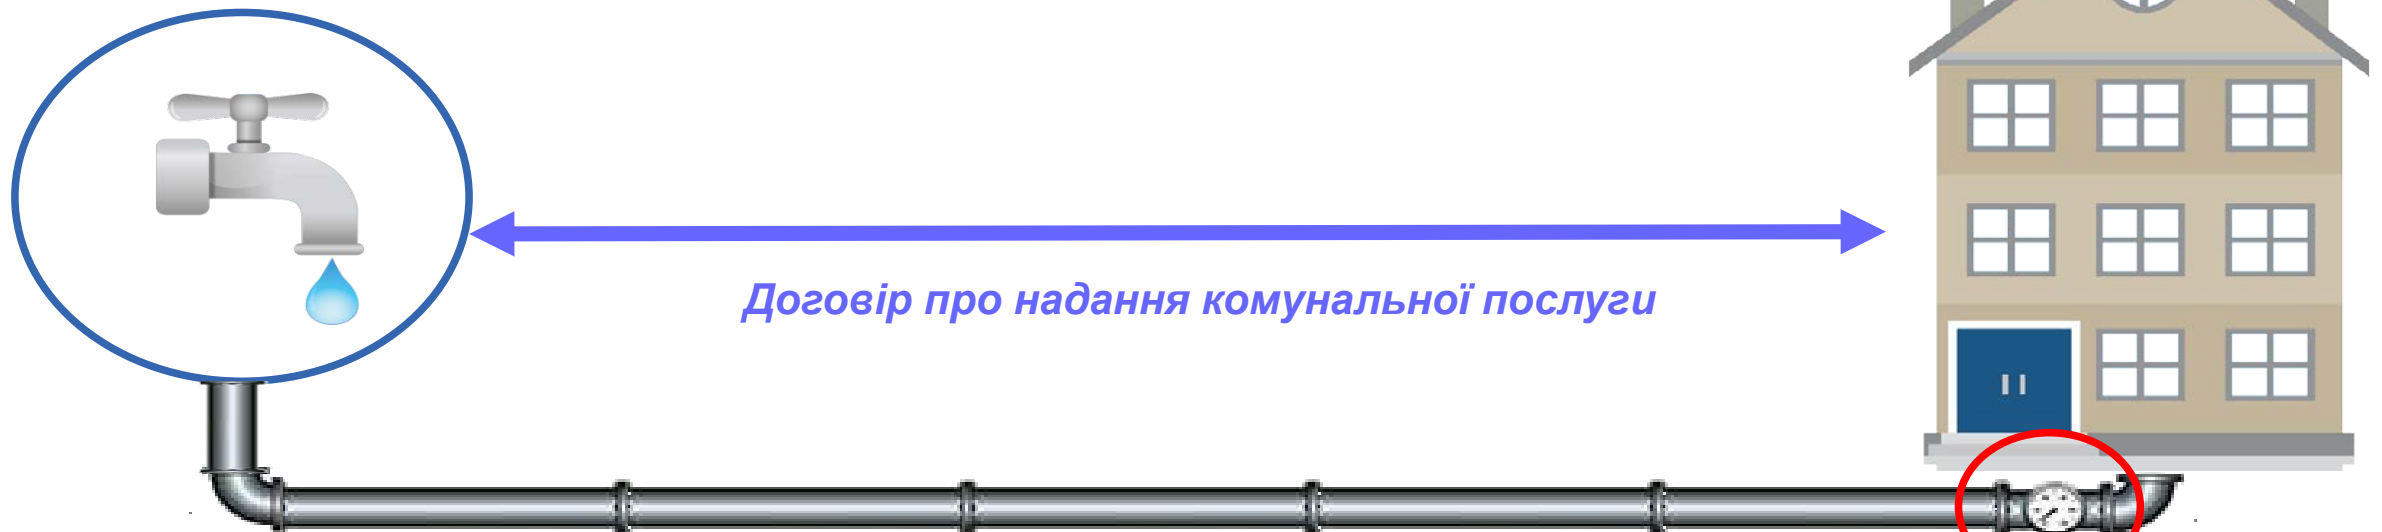 Договір про надання комунальної послуги